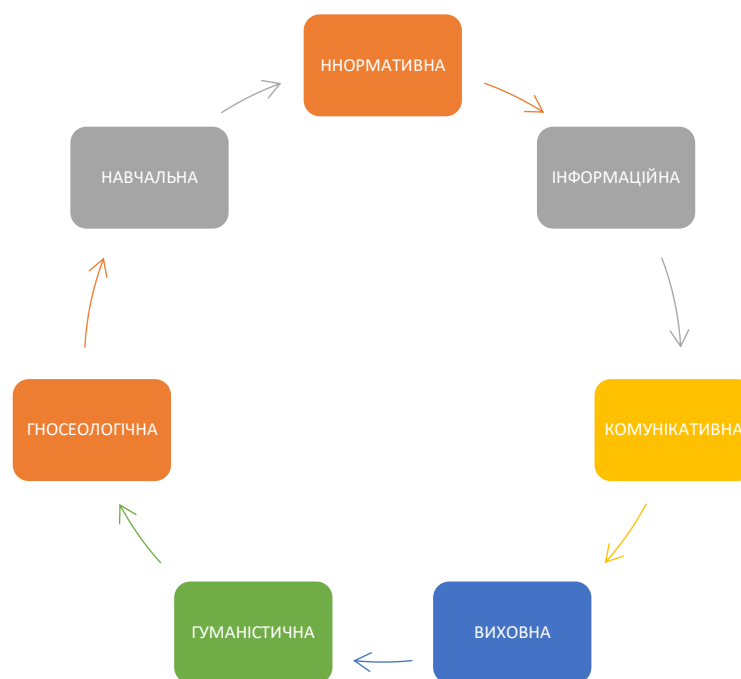 ННОРМАТИВНА
ІНФОРМАЦІЙНА
КОМУНІКАТИВНА
ВИХОВНА
ГУМАНІСТИЧНА
ГНОСЕОЛОГІЧНА
НАВЧАЛЬНА